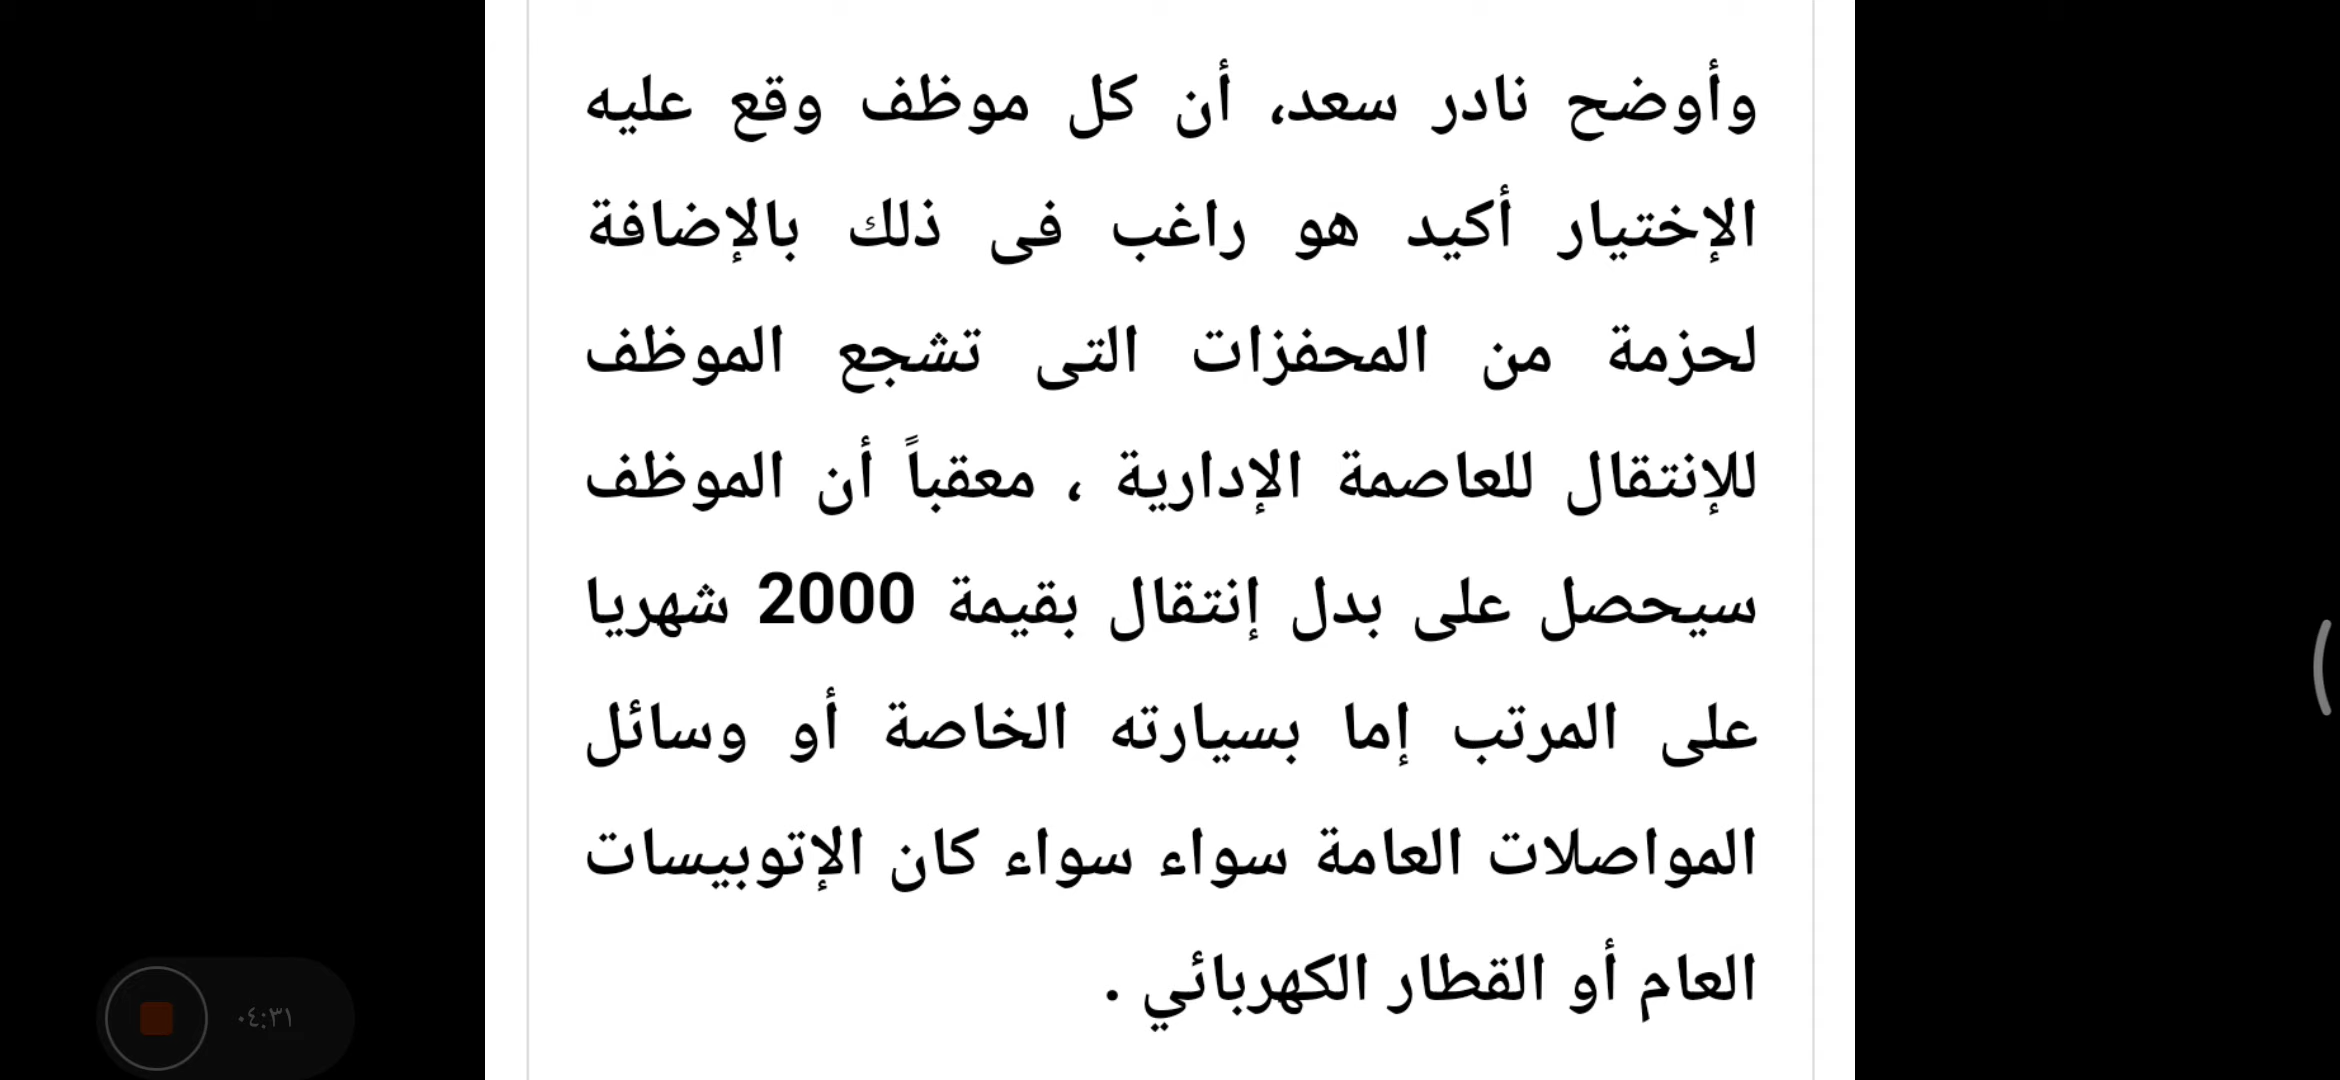 وأوضح نادر سعد، أن كل موظف وقع عليه
الإختيار أكيد هو راغب فى ذلك بالإضافة
لحزمة من المحفزات التى تشجع الموظف
للإنتقال للعاصمة الإدارية ، معقباً أن الموظف
سيحصل على بدل إنتقال بقيمة 2000 شهريا
على المرتب إما بسيارته الخاصة أو وسائل
المواصلات العامة سواء سواء كان الإتوبيسات
العام أو القطار الكهربائي .
٠٤:٣١